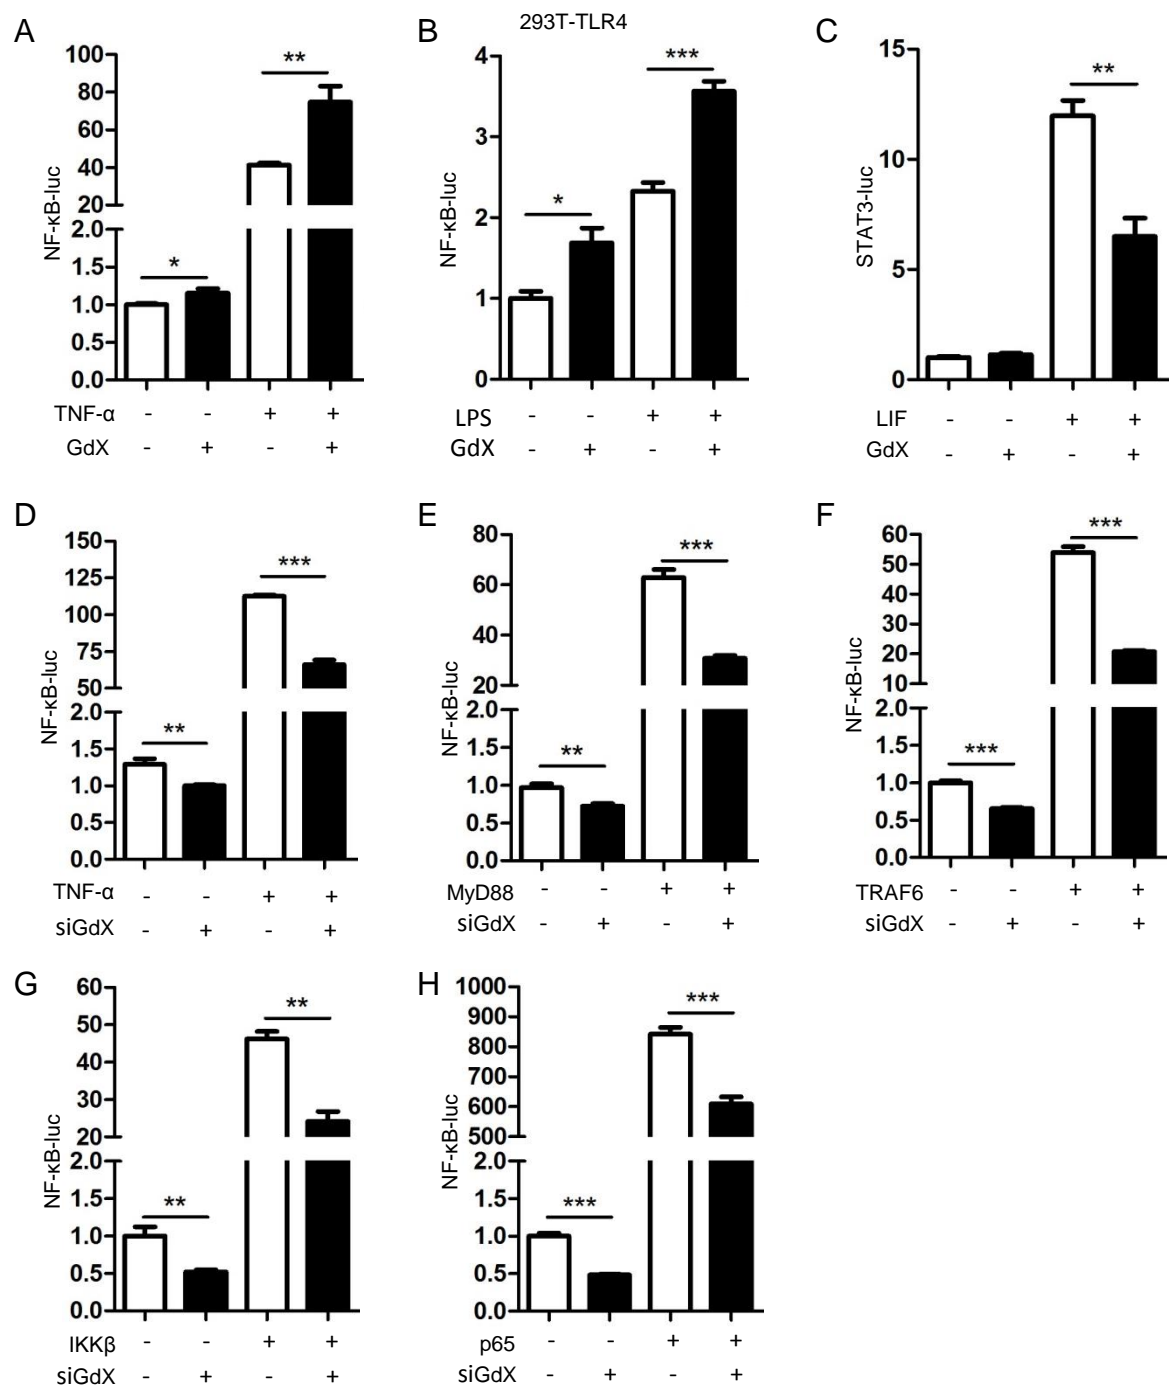 293T-TLR4
A
100
80
60
40
20
2.0
1.5
1.0
0.5
0.0
NF-κB-luc
**
*
TNF-α - - + +
GdX - + - +
B
4
3
2
1
0
NF-κB-luc
***
*
LPS - - + +
GdX - + - +
C
15
10
5
0
STAT3-luc
**
LIF - - + +
GdX - + - +
D
150
125
100
75
50
2.0
1.5
1.0
0.5
0.0
NF-κB-luc
***
**
TNF-α - - + +
siGdX - + - +
E
80
60
40
20
2.0
1.5
1.0
0.5
0.0
NF-κB-luc
***
**
MyD88 - - + +
siGdX - + - +
F
60
50
40
30
20
10
2.0
1.5
1.0
0.5
0.0
NF-κB-luc
***
***
TRAF6 - - + +
siGdX - + - +
G
60
50
40
30
20
2.0
1.5
1.0
0.5
0.0
NF-κB-luc
**
**
IKKβ - - + +
siGdX - + - +
H
1000
900
800
700
600
500
2.0
1.5
1.0
0.5
0.0
NF-κB-luc
***
***
p65 - - + +
siGdX - + - +